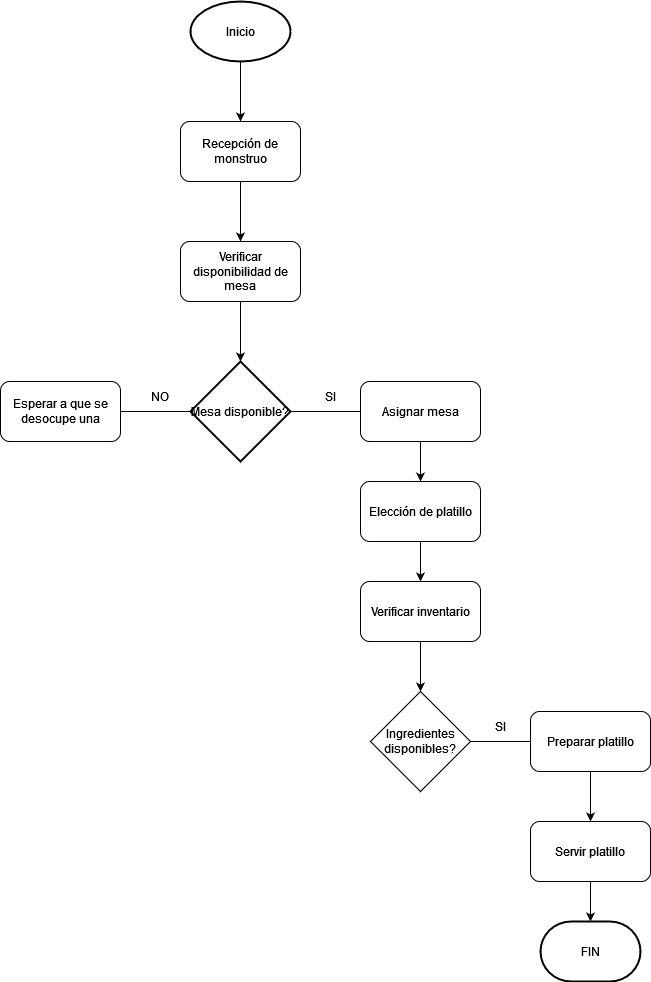 Inicio
Recepción de
monstruo
Verificar
disponibilidad de
mesa
Esperar a que se
desocupe una
NO
Mesa disponible?
SI
Asignar mesa
Elección de platillo
Verificar inventario
Ingredientes
disponibles?
SI
Preparar platillo
Servir platillo
FIN